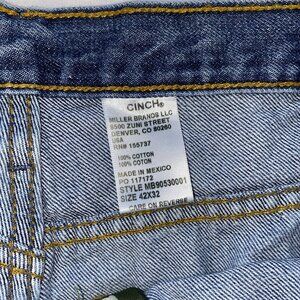 CINCH®
MILLER BRANDS LLC
5500 ZUNI STREET
DENVER, CO 80260
USA
RN# 155737
100% COTTON
100% COTON
MADE IN MEXICO
PO 117172
STYLE MB90530001
SIZE 42X32
CARE ON REVERSE